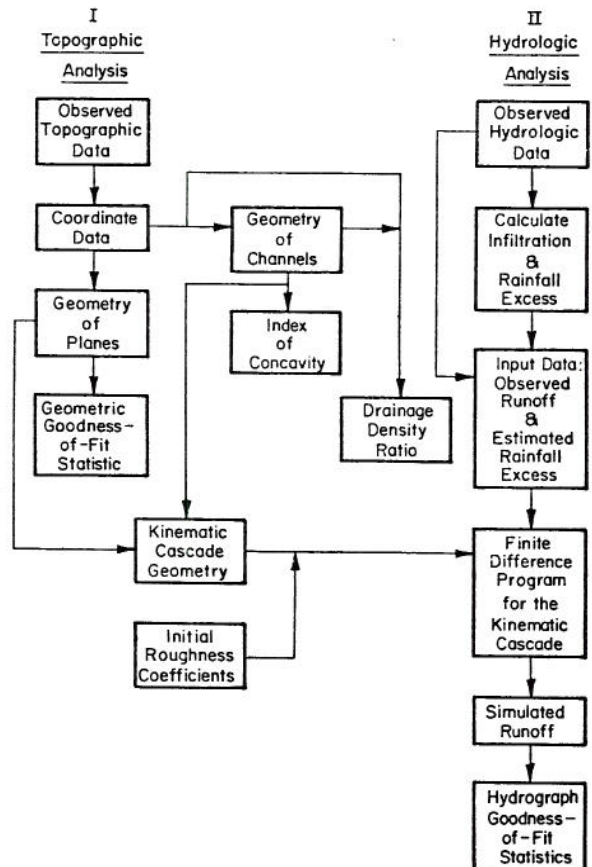 I
Topographic
Analysis
Observed
Topographic
Data
Coordinate
Data
Geometry
of
Planes
Geometric
Goodness-
of-Fit
Statistic
Geometry
of
Channels
Index
of
Concavity
Drainage
Density
Ratio
Kinematic
Cascade
Geometry
Initial
Roughness
Coefficients
II
Hydrologic
Analysis
Observed
Hydrologic
Data
Calculate
Infiltration
&
Rainfall
Excess
Input Data:
Observed
Runoff
&
Estimated
Rainfall
Excess
Finite
Difference
Program
for the
Kinematic
Cascade
Simulated
Runoff
Hydrograph
Goodness-
of-Fit
Statistics